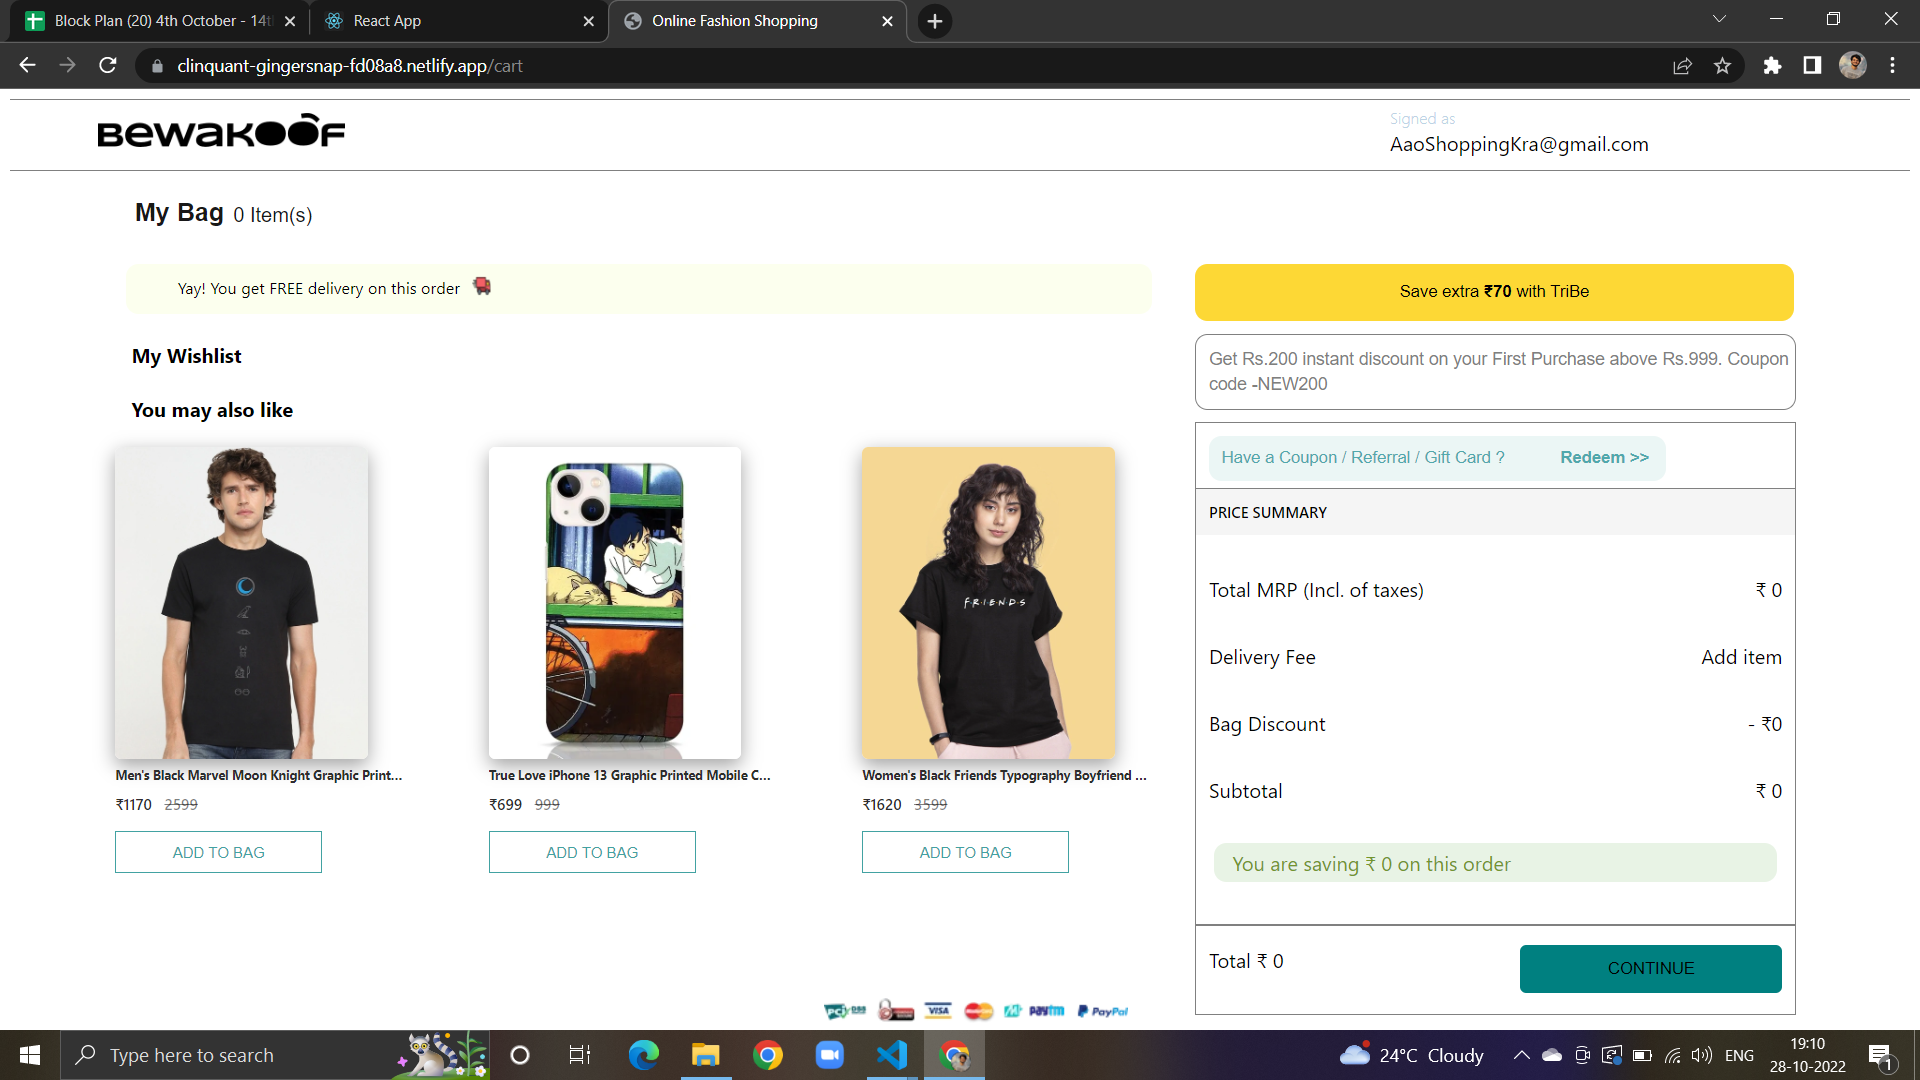 Block Plan (20) 4th October - 14t
React App
Online Fashion Shopping
clinquant-gingersnap-fd08a8.netlify.app/cart
BEWAKOOF
Signed as
AaoShoppingKra@gmail.com
My Bag 0 Item(s)
Yay! You get FREE delivery on this order
My Wishlist
You may also like
FRIENDS
Men's Black Marvel Moon Knight Graphic Print...
₹1170 2599
ADD TO BAG
True Love iPhone 13 Graphic Printed Mobile C...
₹699 999
ADD TO BAG
Women's Black Friends Typography Boyfriend ...
₹1620 3599
ADD TO BAG
Save extra ₹70 with TriBe
Get Rs.200 instant discount on your First Purchase above Rs.999. Coupon
code -NEW200
Have a Coupon / Referral / Gift Card ? Redeem >>
PRICE SUMMARY
Total MRP (Incl. of taxes) ₹ 0
Delivery Fee Add item
Bag Discount - ₹0
Subtotal ₹ 0
You are saving ₹ 0 on this order
Total ₹ 0
CONTINUE
PCI DSS VISA paytm PayPal
Type here to search
24°C Cloudy
ENG
19:10
28-10-2022
1